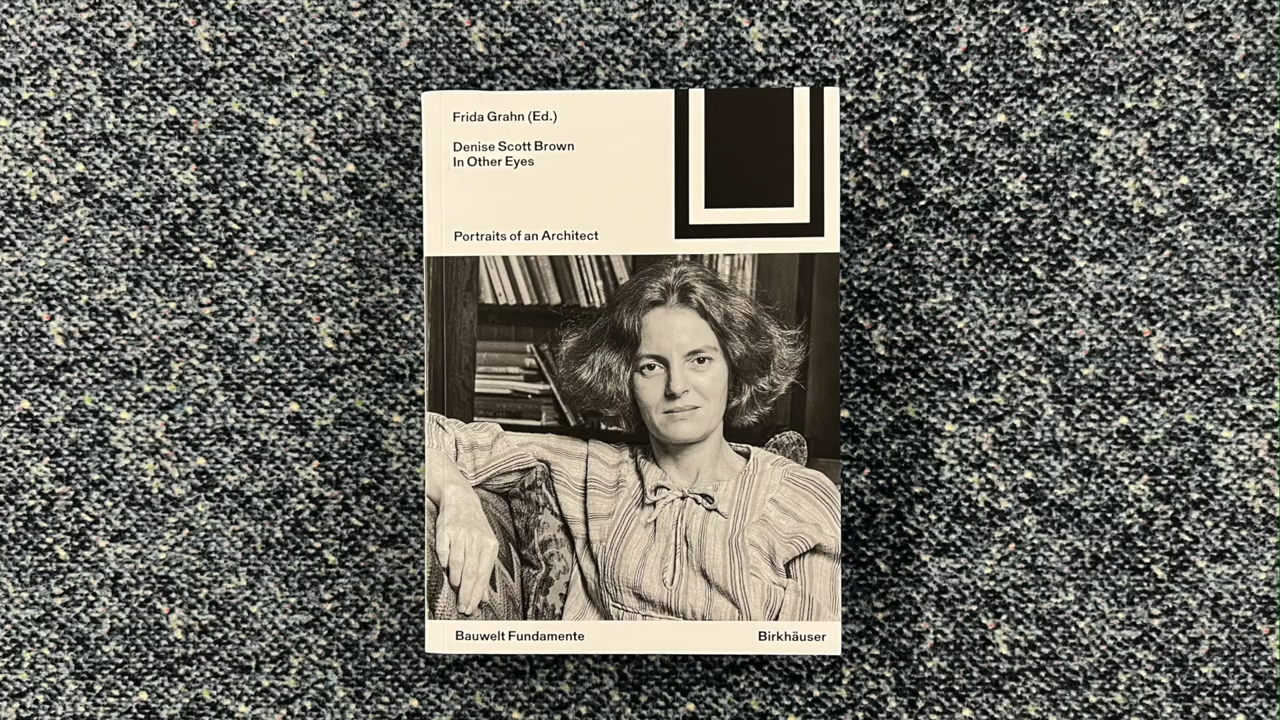 Frida Grahn (Ed.)
Denise Scott Brown
In Other Eyes
Portraits of an Architect
Bauwelt Fundamente
Birkhäuser